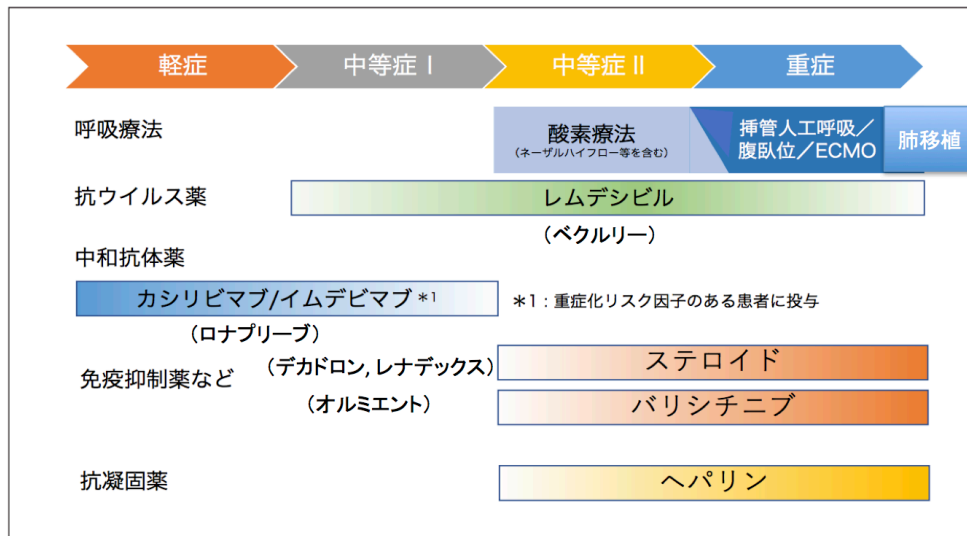 軽症
中等症Ⅰ
中等症Ⅱ
重症
呼吸療法
酸素療法
(ネーザルハイフロー等を含む)
挿管人工呼吸/
腹臥位/ECMO
肺移植
抗ウイルス薬
レムデシビル
(ベクルリー)
中和抗体薬
カシリビマブ/イムデビマブ*1
*1:重症化リスク因子のある患者に投与
(ロナプリーブ)
免疫抑制薬など
(デカドロン, レナデックス)
ステロイド
(オルミエント)
バリシチニブ
抗凝固薬
ヘパリン